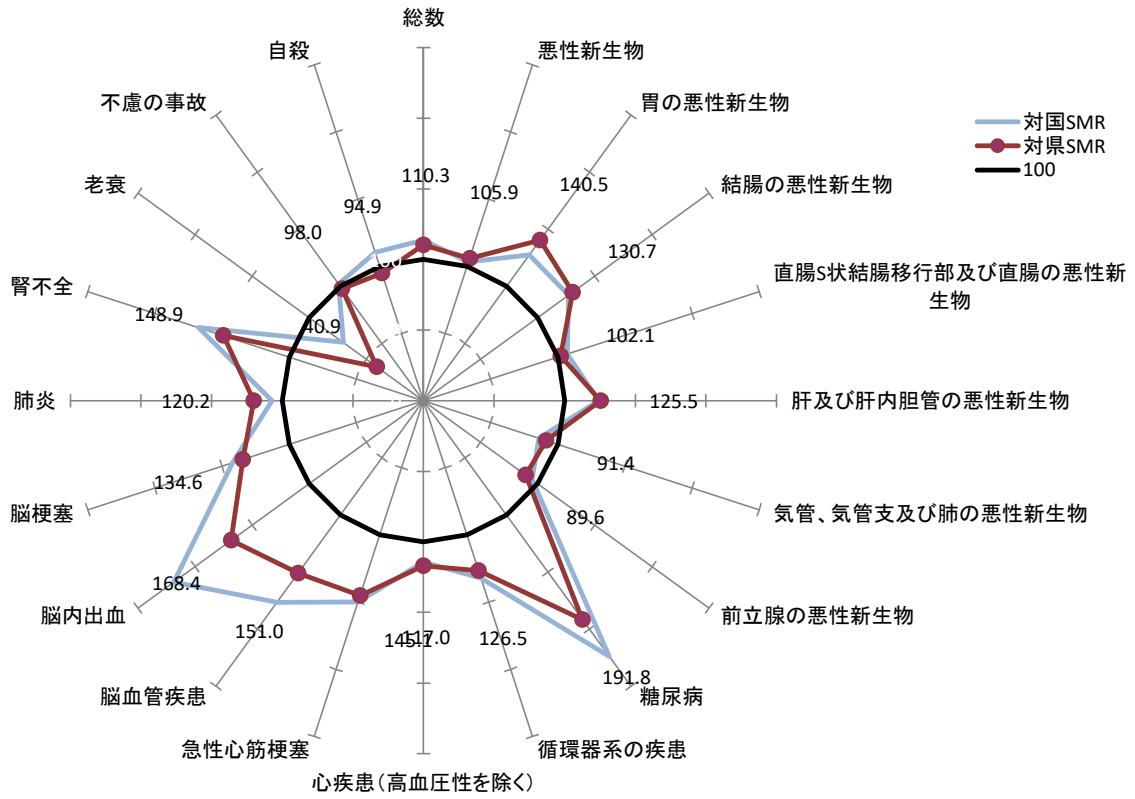 総数
自殺
悪性新生物
不慮の事故
胃の悪性新生物
対国SMR
対県SMR
100
老衰
結腸の悪性新生物
腎不全
直腸S状結腸移行部及び直腸の悪性新
生物
肺炎
肝及び肝内胆管の悪性新生物
脳梗塞
気管、気管支及び肺の悪性新生物
脳内出血
前立腺の悪性新生物
脳血管疾患
糖尿病
急性心筋梗塞
循環器系の疾患
心疾患(高血圧性を除く)
110.3
105.9
140.5
130.7
102.1
125.5
91.4
89.6
191.8
126.5
117.0
145.1
151.0
168.4
134.6
120.2
148.9
40.9
98.0
94.9